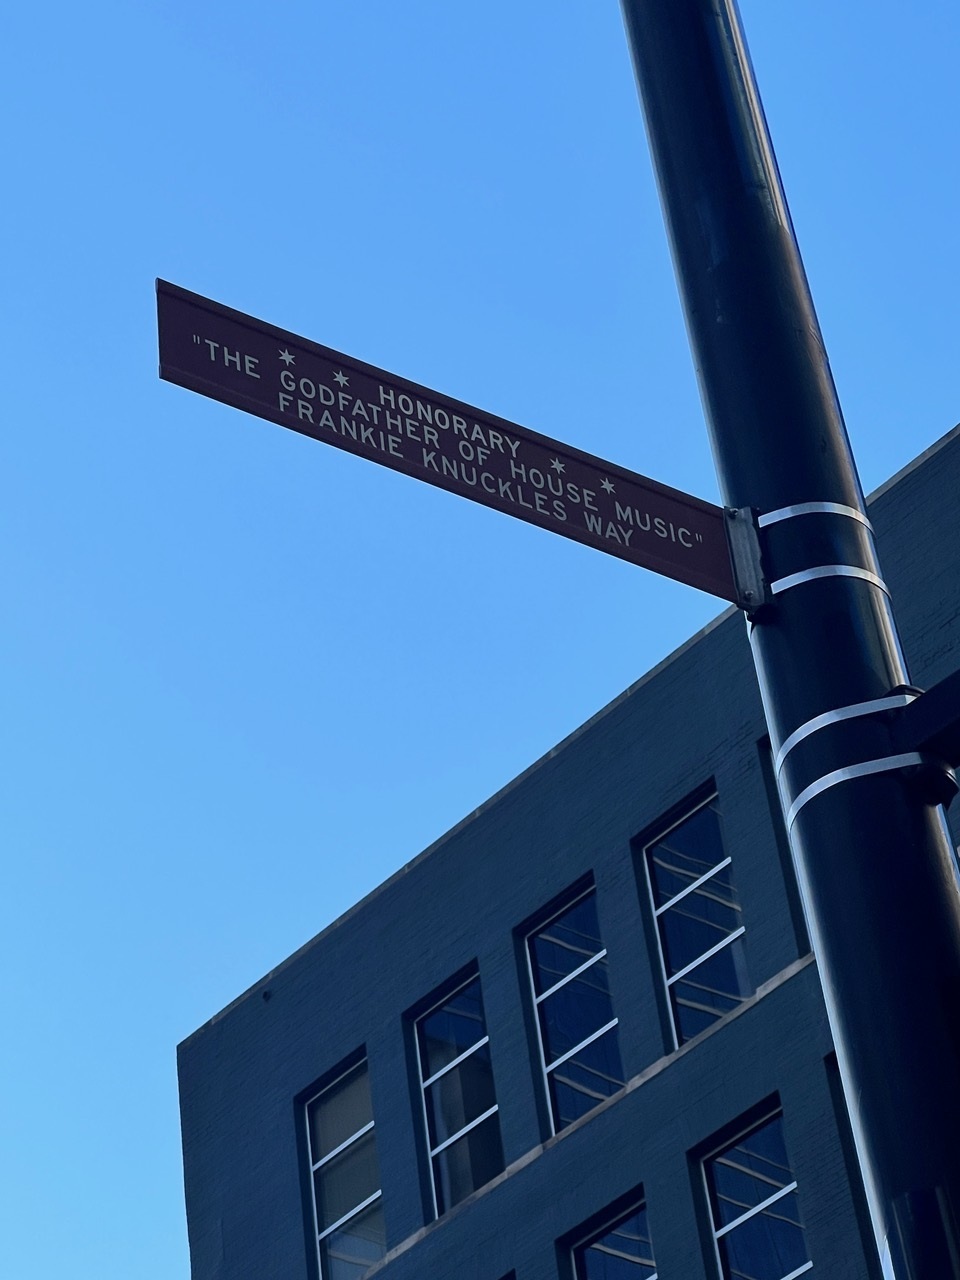 HONORARY
"THE GODFATHER OF HOUSE MUSIC"
FRANKIE KNUCKLES WAY